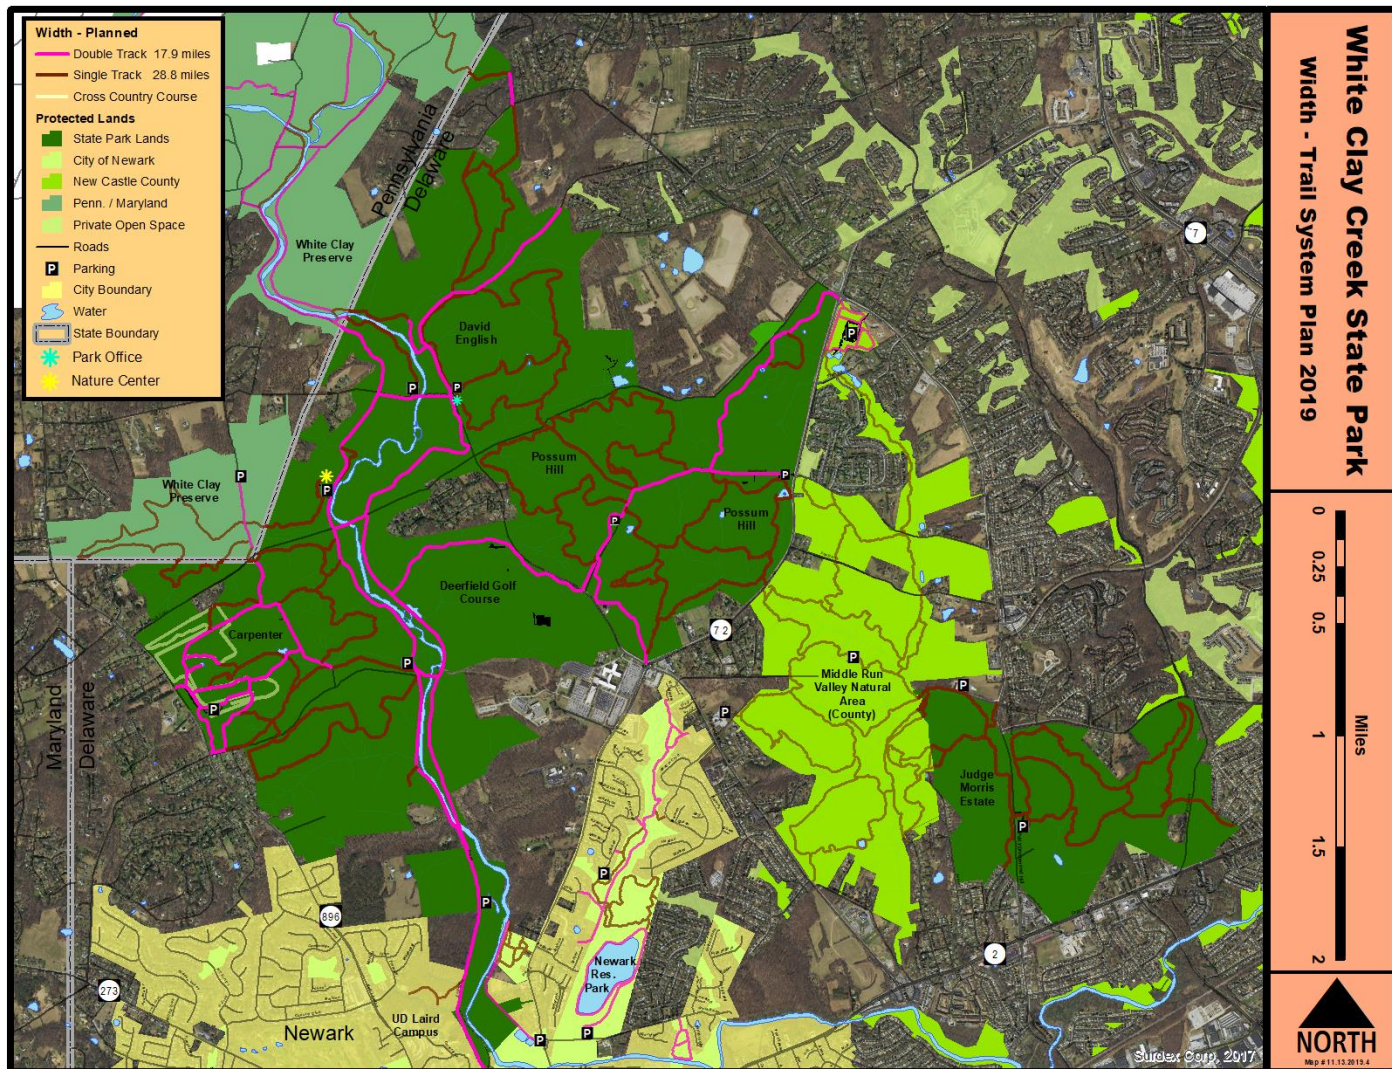 Width - Planned
Double Track 17.9 miles
Single Track 28.8 miles
Cross Country Course
Protected Lands
State Park Lands
City of Newark
New Castle County
Penn. / Maryland
Private Open Space
Roads
P Parking
City Boundary
Water
State Boundary
Park Office
Nature Center
Pennsylvania
Delaware
White Clay
Preserve
David
English
P
P
P
7
White Clay
Preserve
P
P
Possum
Hill
P
Possum
Hill
P
Deerfield Golf
Course
Carpenter
P
P
72
P
Middle Run
Valley Natural
Area
(County)
P
P
Maryland
Delaware
Judge
Morris
Estate
P
P
P
896
2
273
Newark
Res.
Park
Newark
UD Laird
Campus
P
P
Surdex Corp, 2017
White Clay Creek State Park
Width - Trail System Plan 2019
0
0.25
0.5
1
1.5
2
Miles
NORTH
Map # 11.13.2019.4